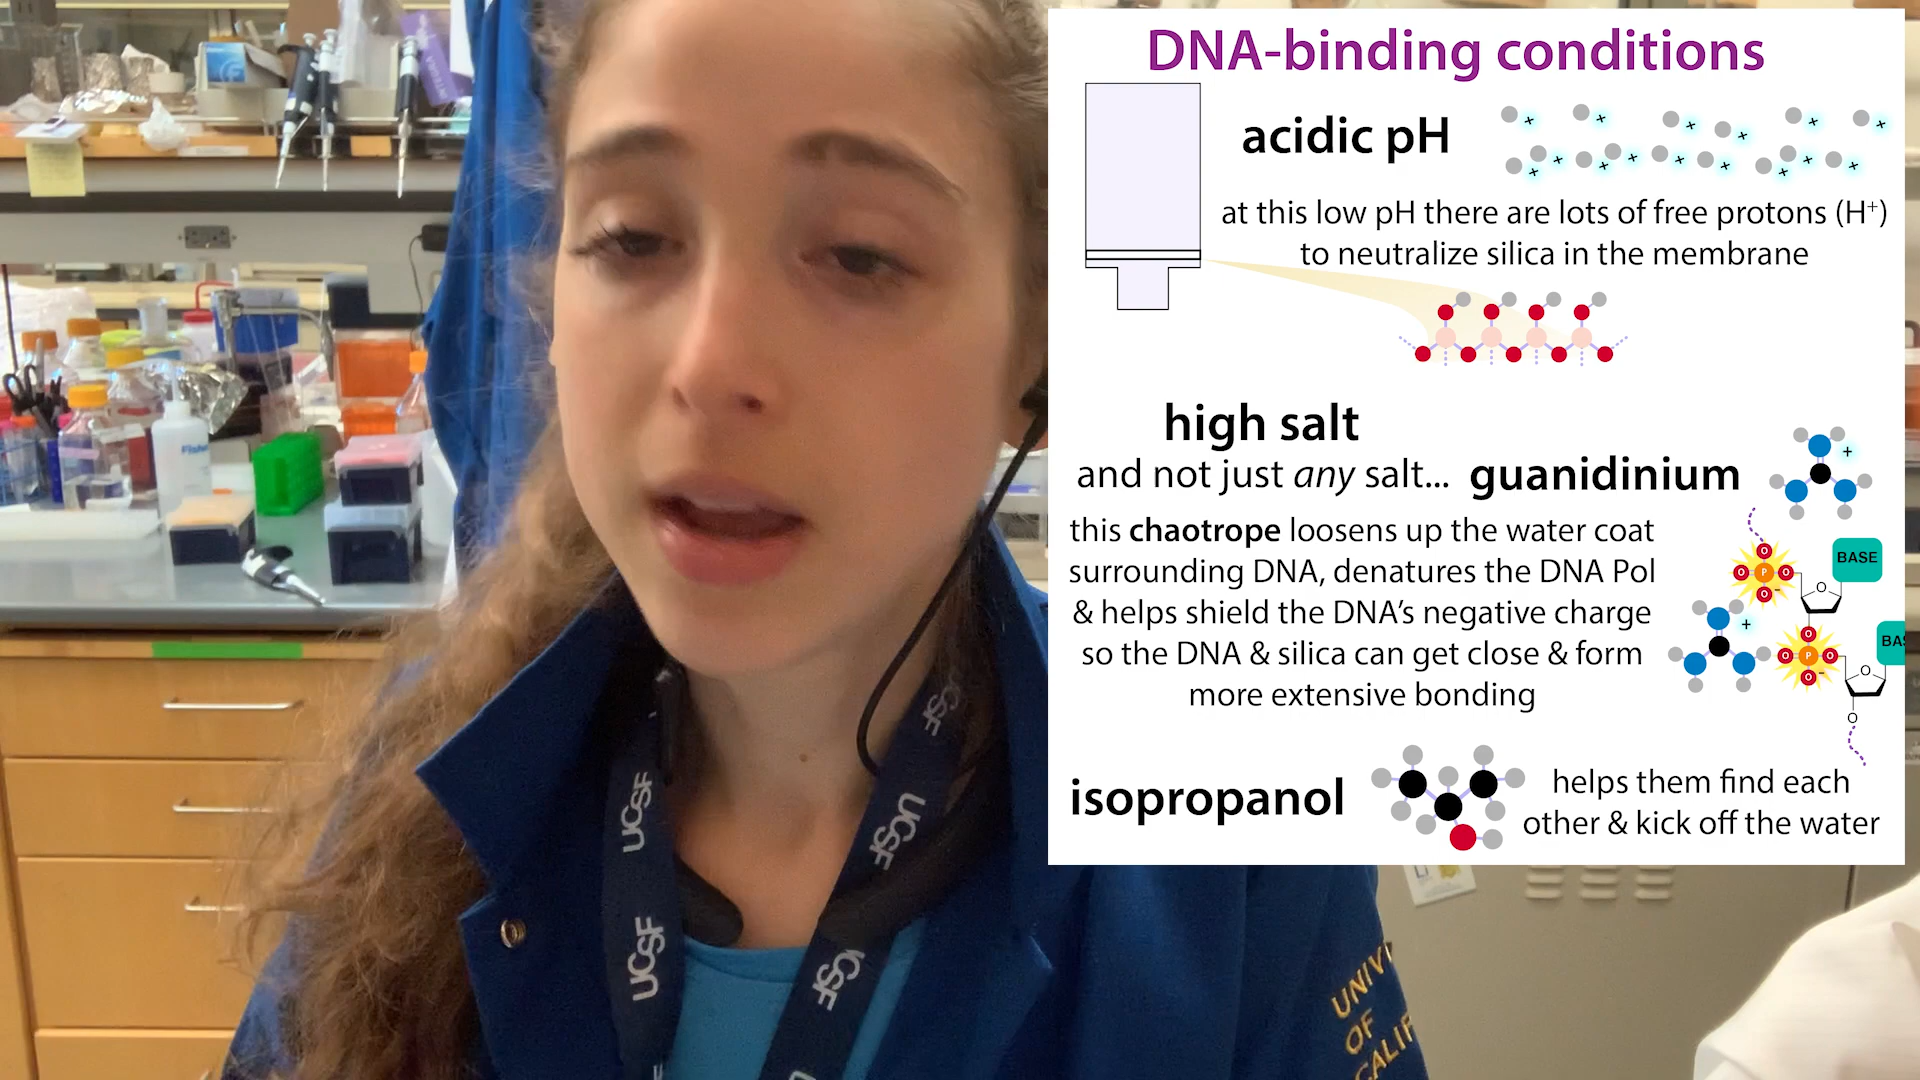 DNA-binding conditions
acidic pH
at this low pH there are lots of free protons (H⁺)
to neutralize silica in the membrane
high salt
and not just any salt... guanidinium
this chaotrope loosens up the water coat
surrounding DNA, denatures the DNA Pol
& helps shield the DNA's negative charge
so the DNA & silica can get close & form
more extensive bonding
BASE
O P O
O
O
O
+
O
O P O
O
O
BA
O
isopropanol
helps them find each
other & kick off the water
UCSF
UCSF
UCSF
UCSF
UCSF
UNIV
OF
CALIF
Fishe